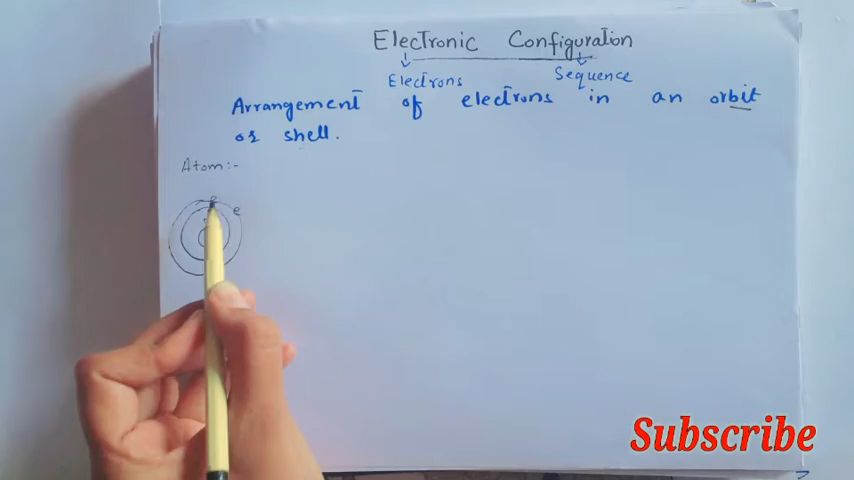 Electronic Configuration
Electrons Sequence
Arrangement of electrons in an orbit
or shell.
Atom:-
e e
Subscribe